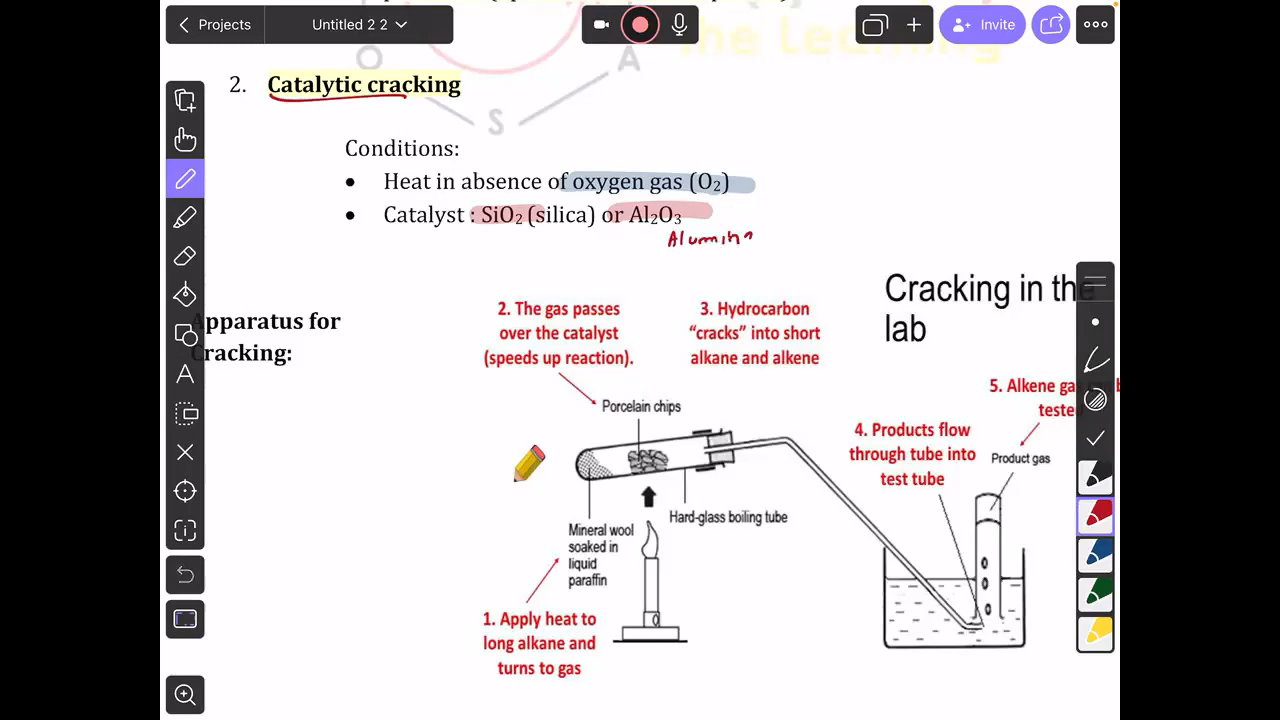 Projects
Untitled 2 2
Invite
the Learning
O
A
S
2. Catalytic cracking
Conditions:
• Heat in absence of oxygen gas (O₂)
• Catalyst : SiO₂ (silica) or Al₂O₃
Alumina
Cracking in the
lab
Apparatus for
Cracking:
2. The gas passes
over the catalyst
(speeds up reaction).
3. Hydrocarbon
“cracks” into short
alkane and alkene
5. Alkene gas
tested
Porcelain chips
4. Products flow
through tube into
test tube
Product gas
Hard-glass boiling tube
Mineral wool
soaked in
liquid
paraffin
1. Apply heat to
long alkane and
turns to gas
A